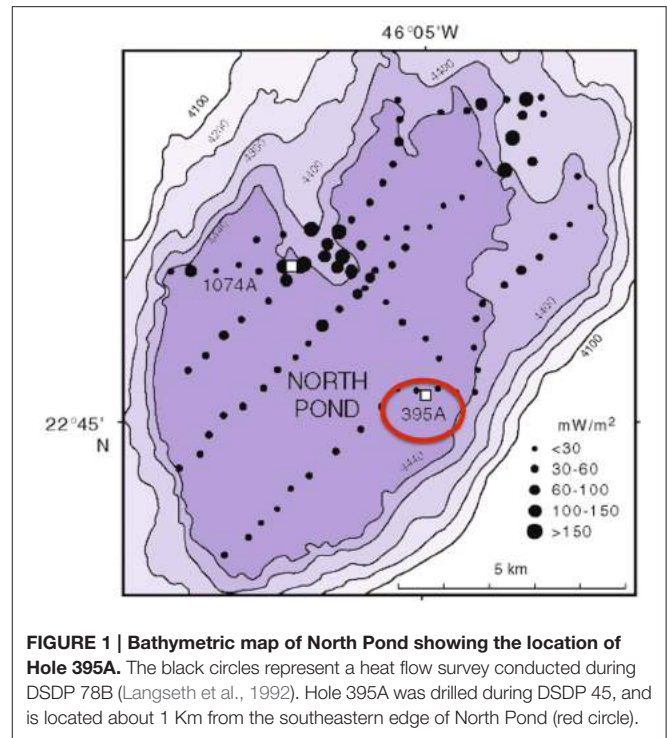 46°05'W
4100
4200
4300
4400
4400
4440
4400
4100
1074A
NORTH
POND
395A
4440
22°45'
N
mW/m²
<30
30-60
60-100
100-150
>150
5 km
FIGURE 1 | Bathymetric map of North Pond showing the location of
Hole 395A. The black circles represent a heat flow survey conducted during
DSDP 78B (Langseth et al., 1992). Hole 395A was drilled during DSDP 45, and
is located about 1 Km from the southeastern edge of North Pond (red circle).